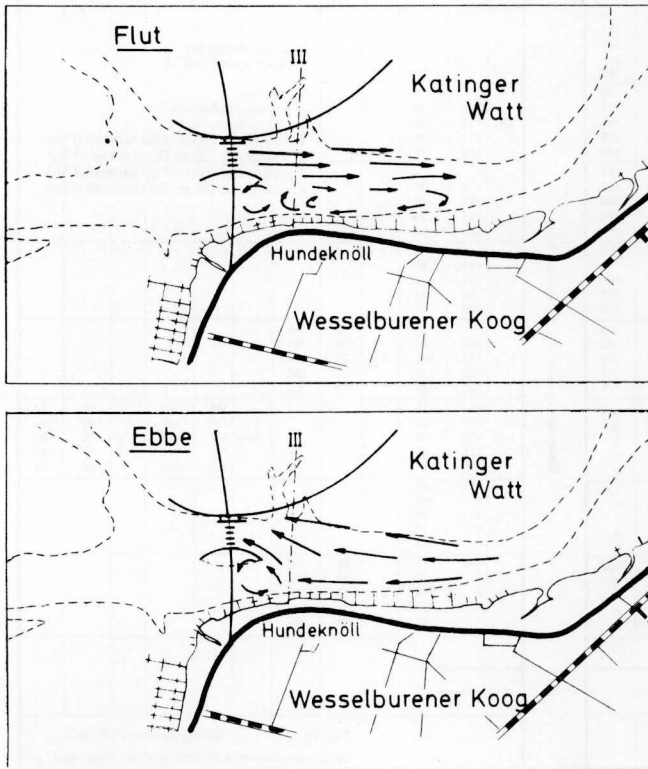 Flut
III
Katinger
Watt
Hundeknöll
Wesselburener Koog
Ebbe
III
Katinger
Watt
Hundeknöll
Wesselburener Koog